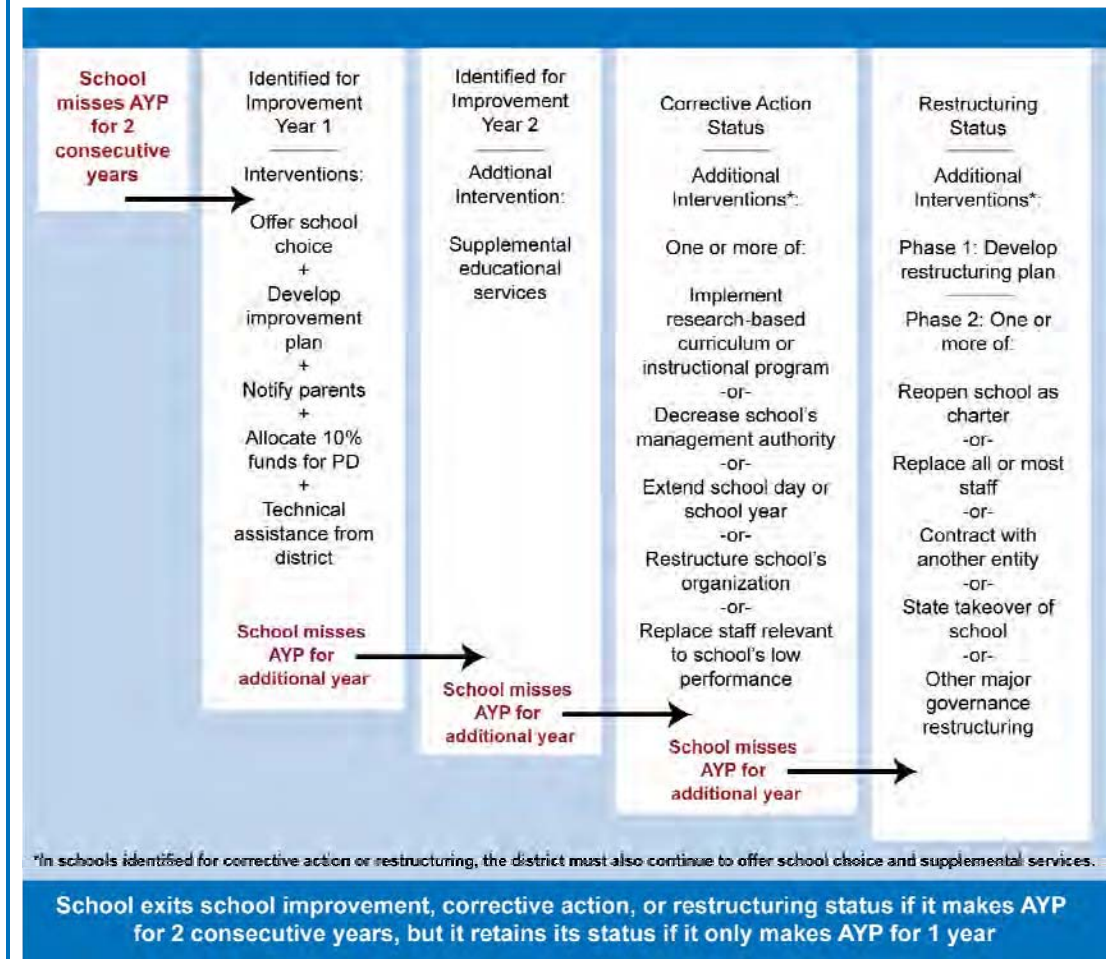 School
misses AYP
for 2
consecutive
years
Identified for
Improvement
Year 1
Interventions:
Offer school
choice
+
Develop
improvement
plan
+
Notify parents
+
Allocate 10%
funds for PD
+
Technical
assistance from
district
School misses
AYP for
additional year
Identified for
Improvement
Year 2
Addtional
Intervention:
Supplemental
educational
services
School misses
AYP for
additional year
Corrective Action
Status
Additional
Interventions*:
One or more of:
Implement
research-based
curriculum or
instructional program
-or-
Decrease school's
management authority
-or-
Extend school day or
school year
-or-
Restructure school's
organization
-or-
Replace staff relevant
to school's low
performance
School misses
AYP for
additional year
Restructuring
Status
Additional
Interventions*:
Phase 1: Develop
restructuring plan
Phase 2: One or
more of:
Reopen school as
charter
-or-
Replace all or most
staff
-or-
Contract with
another entity
-or-
State takeover of
school
-or-
Other major
governance
restructuring
*In schools identified for corrective action or restructuring, the district must also continue to offer school choice and supplemental services.
School exits school improvement, corrective action, or restructuring status if it makes AYP
for 2 consecutive years, but it retains its status if it only makes AYP for 1 year